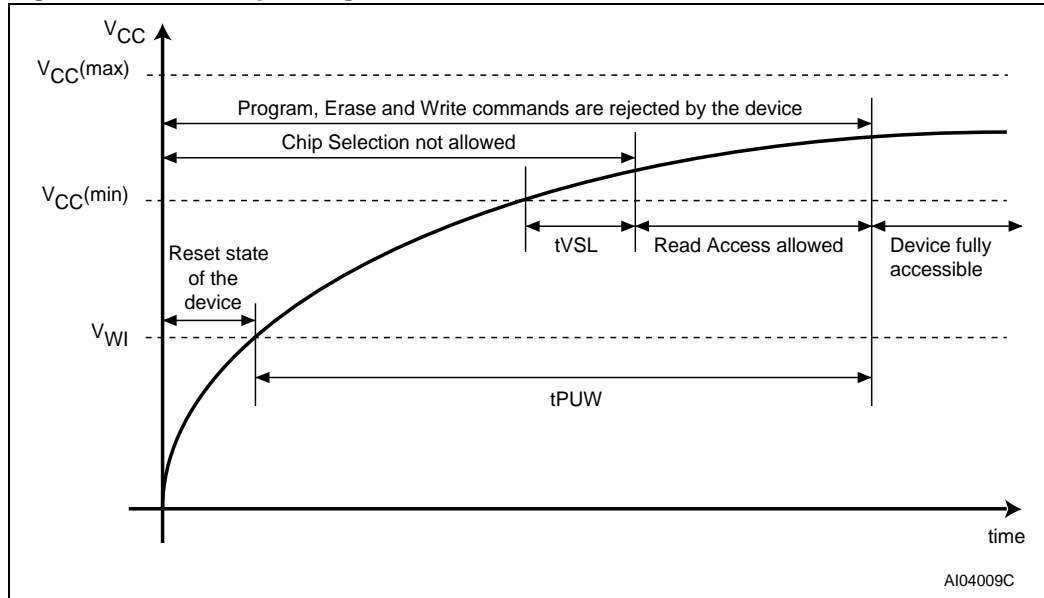 VCC
VCC(max)
Program, Erase and Write commands are rejected by the device
Chip Selection not allowed
VCC(min)
tVSL
Read Access allowed
Device fully
accessible
Reset state
of the
device
VWI
tPUW
time
AI04009C